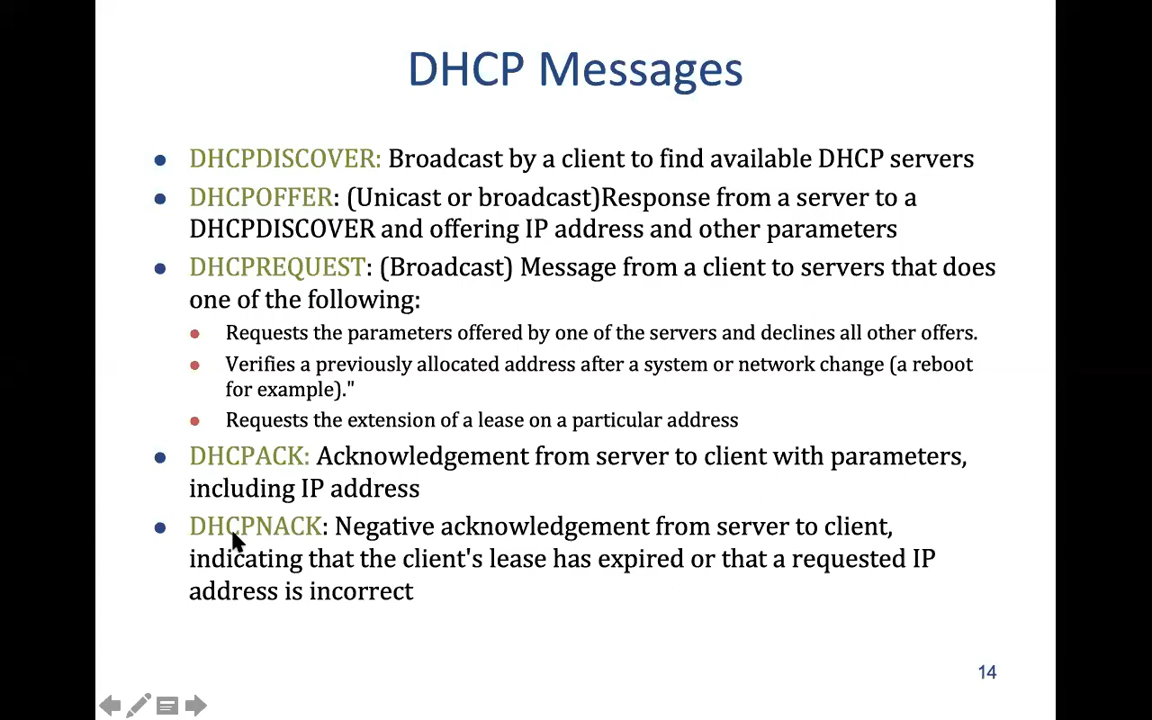 DHCP Messages
DHCPDISCOVER: Broadcast by a client to find available DHCP servers
DHCPOFFER: (Unicast or broadcast)Response from a server to a
DHCPDISCOVER and offering IP address and other parameters
DHCPREQUEST: (Broadcast) Message from a client to servers that does
one of the following:
Requests the parameters offered by one of the servers and declines all other offers.
Verifies a previously allocated address after a system or network change (a reboot
for example)."
Requests the extension of a lease on a particular address
DHCPACK: Acknowledgement from server to client with parameters,
including IP address
DHCPNACK: Negative acknowledgement from server to client,
indicating that the client's lease has expired or that a requested IP
address is incorrect
14